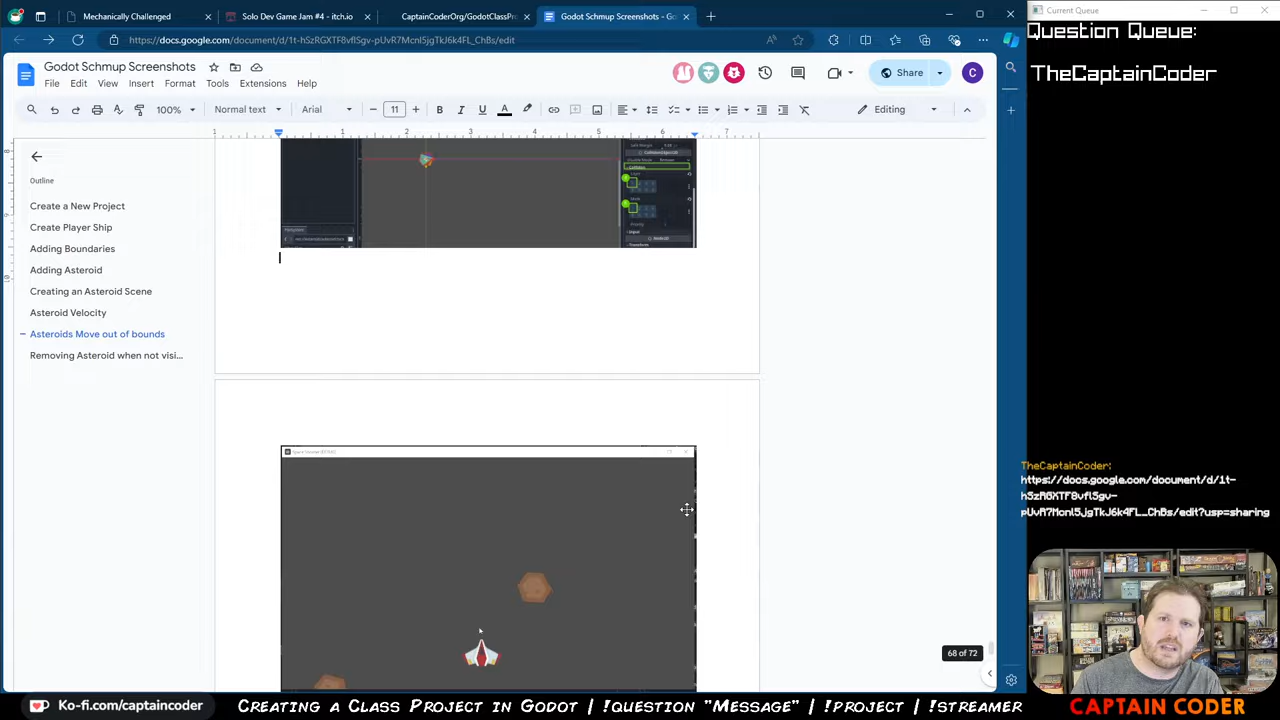 Mechanically Challenged
Solo Dev Game Jam #4 - itch.io
CaptainCoderOrg/GodotClassPr
Godot Schmup Screenshots - Go
Current Queue
https://docs.google.com/document/d/1t-hSzRGXTF8vflSgv-pUvR7Mcnl5jgTkJ6k4FL_ChBs/edit
Question Queue:
TheCaptainCoder
Godot Schmup Screenshots
File Edit View Insert Format Tools Extensions Help
Share
C
100%
Normal text
Arial
11
Editing
Outline
Create a New Project
Create Player Ship
Adding Boundaries
Adding Asteroid
Creating an Asteroid Scene
Asteroid Velocity
Asteroids Move out of bounds
Removing Asteroid when not visi...
68 of 72
TheCaptainCoder:
https://docs.google.com/document/d/1t-
hSzRGXTF8vflSgv-
pUvR7Mcnl5jgTkJ6k4FL_ChBs/edit?usp=sharing
Ko-fi.com/captaincoder
Creating a Class Project in Godot | !question "Message" | !project | !streamer
CAPTAIN CODER